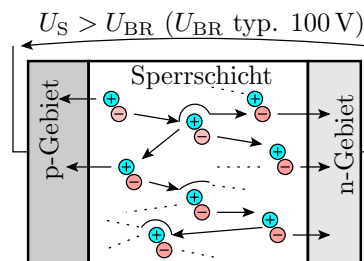 U_S > U_BR (U_BR typ. 100 V)
Sperrschicht
p-Gebiet
n-Gebiet